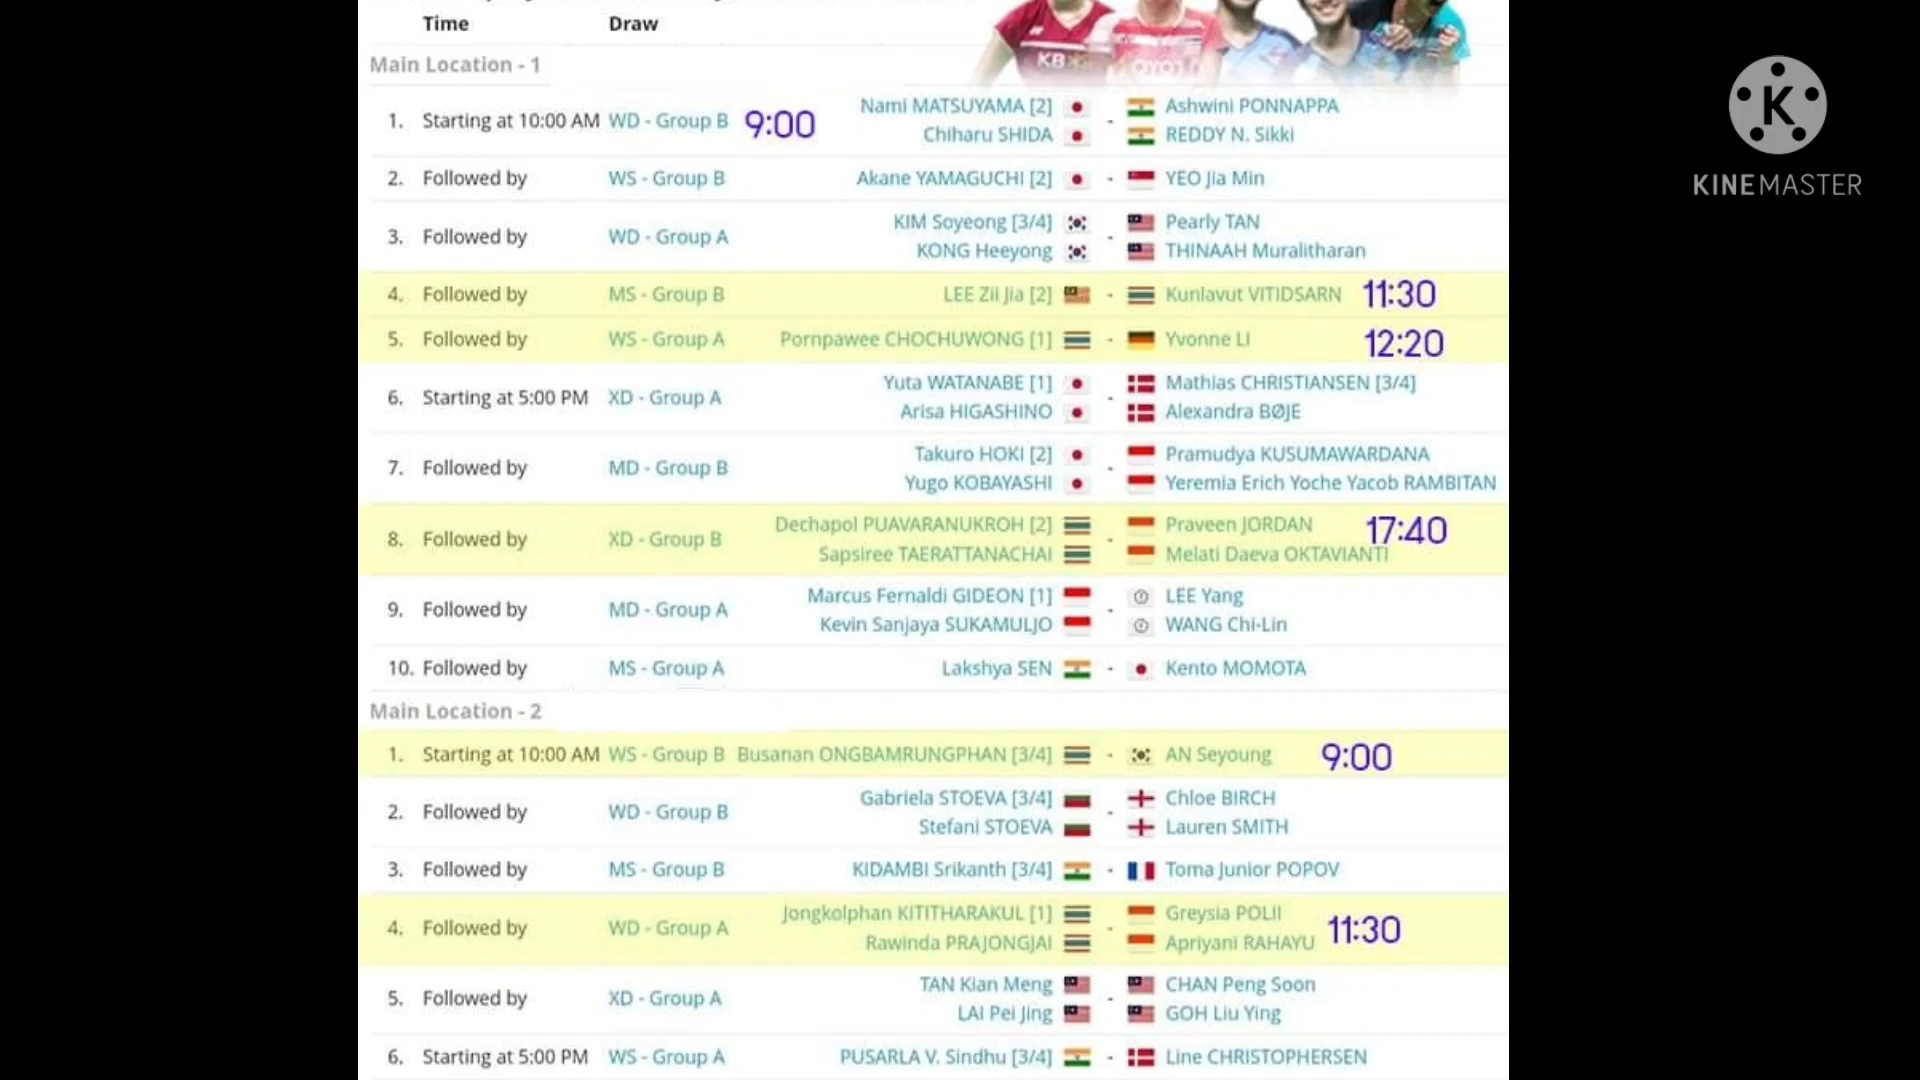 Time Draw
Main Location - 1
1. Starting at 10:00 AM WD - Group B 9:00 Nami MATSUYAMA [2] - Ashwini PONNAPPA
Chiharu SHIDA REDDY N. Sikki
2. Followed by WS - Group B Akane YAMAGUCHI [2] - YEO Jia Min
3. Followed by WD - Group A KIM Soyeong [3/4] - Pearly TAN
KONG Heeyong THINAAH Muralitharan
4. Followed by MS - Group B LEE Zii Jia [2] - Kunlavut VITIDSARN 11:30
5. Followed by WS - Group A Pornpawee CHOCHUWONG [1] - Yvonne LI 12:20
6. Starting at 5:00 PM XD - Group A Yuta WATANABE [1] - Mathias CHRISTIANSEN [3/4]
Arisa HIGASHINO Alexandra BØJE
7. Followed by MD - Group B Takuro HOKI [2] - Pramudya KUSUMAWARDANA
Yugo KOBAYASHI Yeremia Erich Yoche Yacob RAMBITAN
8. Followed by XD - Group B Dechapol PUAVARANUKROH [2] - Praveen JORDAN 17:40
Sapsiree TAERATTANACHAI Melati Daeva OKTAVIANTI
9. Followed by MD - Group A Marcus Fernaldi GIDEON [1] - LEE Yang
Kevin Sanjaya SUKAMULJO WANG Chi-Lin
10. Followed by MS - Group A Lakshya SEN - Kento MOMOTA
Main Location - 2
1. Starting at 10:00 AM WS - Group B Busanan ONGBAMRUNGPHAN [3/4] - AN Seyoung 9:00
2. Followed by WD - Group B Gabriela STOEVA [3/4] - Chloe BIRCH
Stefani STOEVA Lauren SMITH
3. Followed by MS - Group B KIDAMBI Srikanth [3/4] - Toma Junior POPOV
4. Followed by WD - Group A Jongkolphan KITITHARAKUL [1] - Greysia POLII 11:30
Rawinda PRAJONGJAI Apriyani RAHAYU
5. Followed by XD - Group A TAN Kian Meng - CHAN Peng Soon
LAI Pei Jing GOH Liu Ying
6. Starting at 5:00 PM WS - Group A PUSARLA V. Sindhu [3/4] - Line CHRISTOPHERSEN
K
KINEMASTER